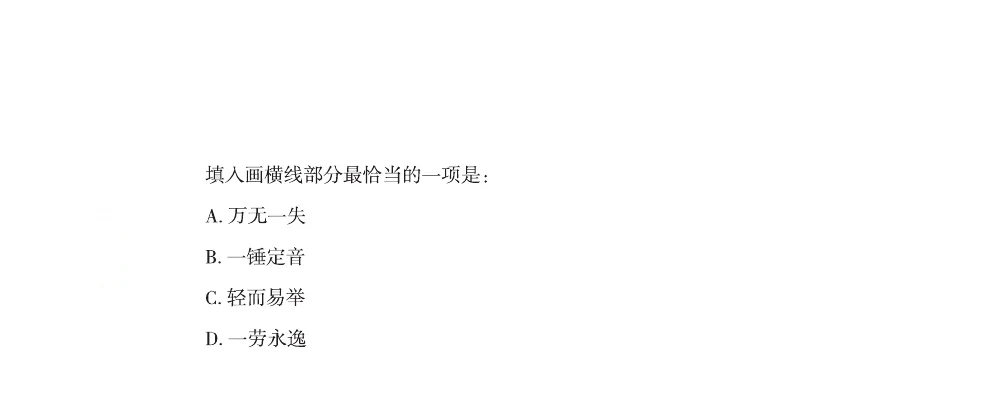 填入画横线部分最恰当的一项是:
A. 万无一失
B. 一锤定音
C. 轻而易举
D. 一劳永逸